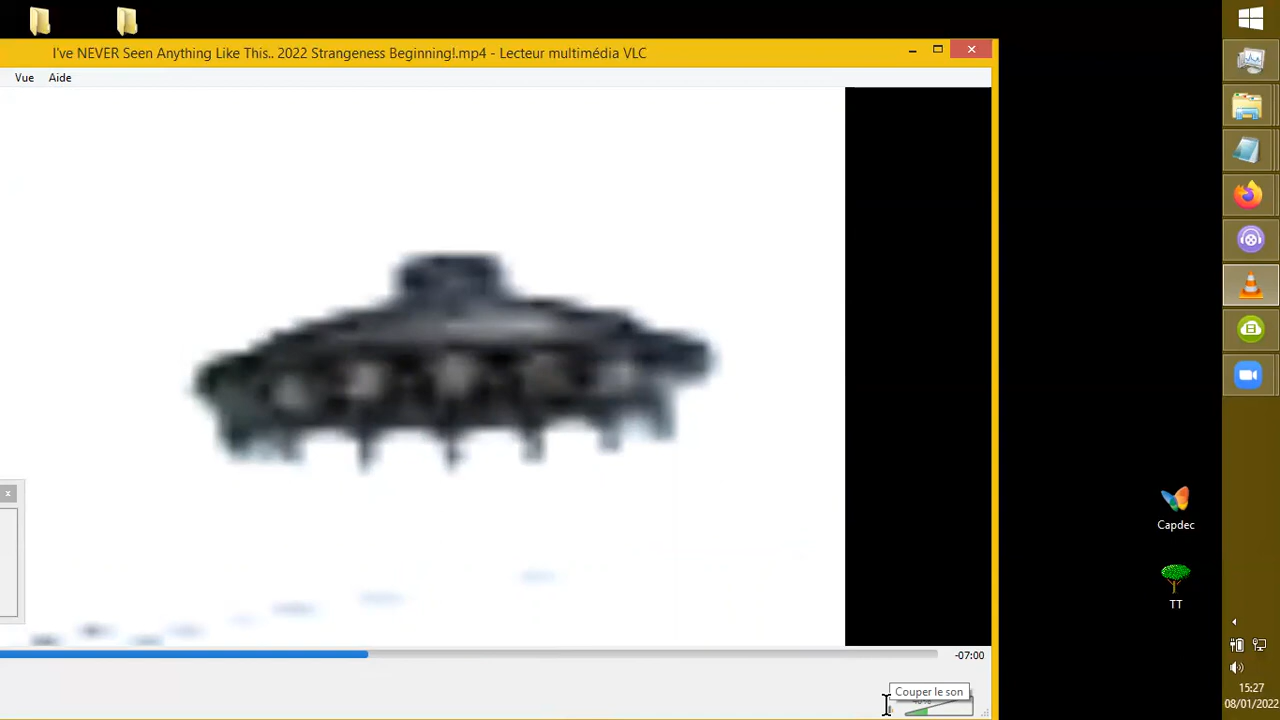 I've NEVER Seen Anything Like This.. 2022 Strangeness Beginning!.mp4 - Lecteur multimédia VLC
Vue Aide
Capdec
TT
-07:00
Couper le son
15:27
08/01/2022